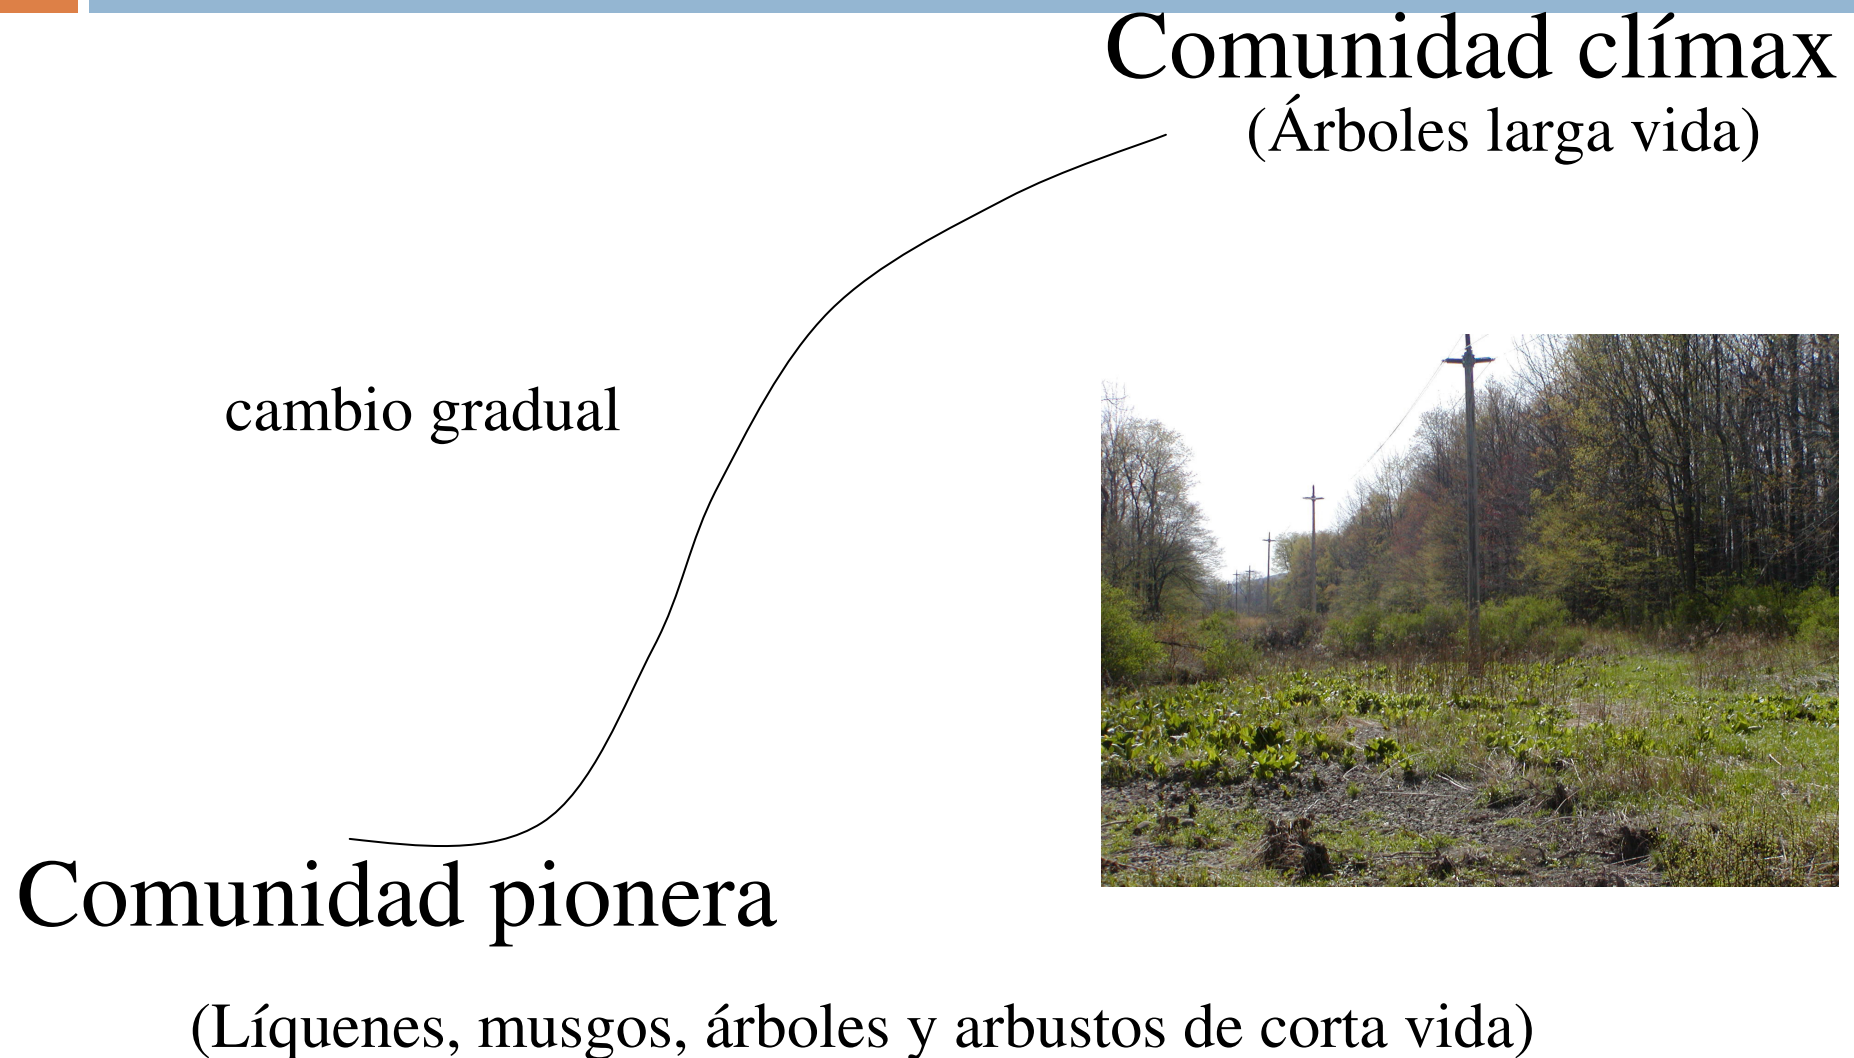 Comunidad clímax
(Árboles larga vida)
cambio gradual
Comunidad pionera
(Líquenes, musgos, árboles y arbustos de corta vida)